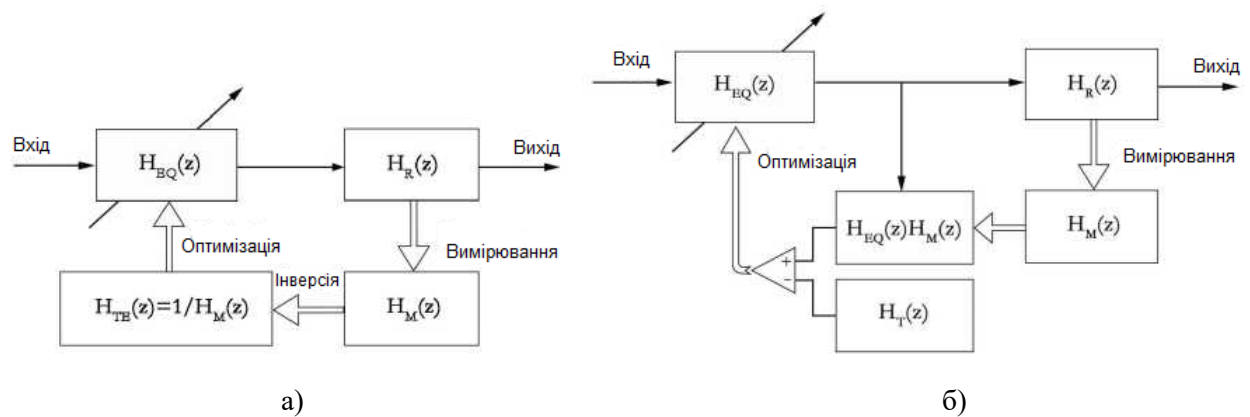 Вхід
H_EQ(z)
H_R(z)
Вихід
Оптимізація
Вимірювання
H_TE(z)=1/H_M(z)
Інверсія
H_M(z)
а)
Вхід
H_EQ(z)
H_R(z)
Вихід
Оптимізація
Вимірювання
H_EQ(z)H_M(z)
H_M(z)
+
−
H_T(z)
б)